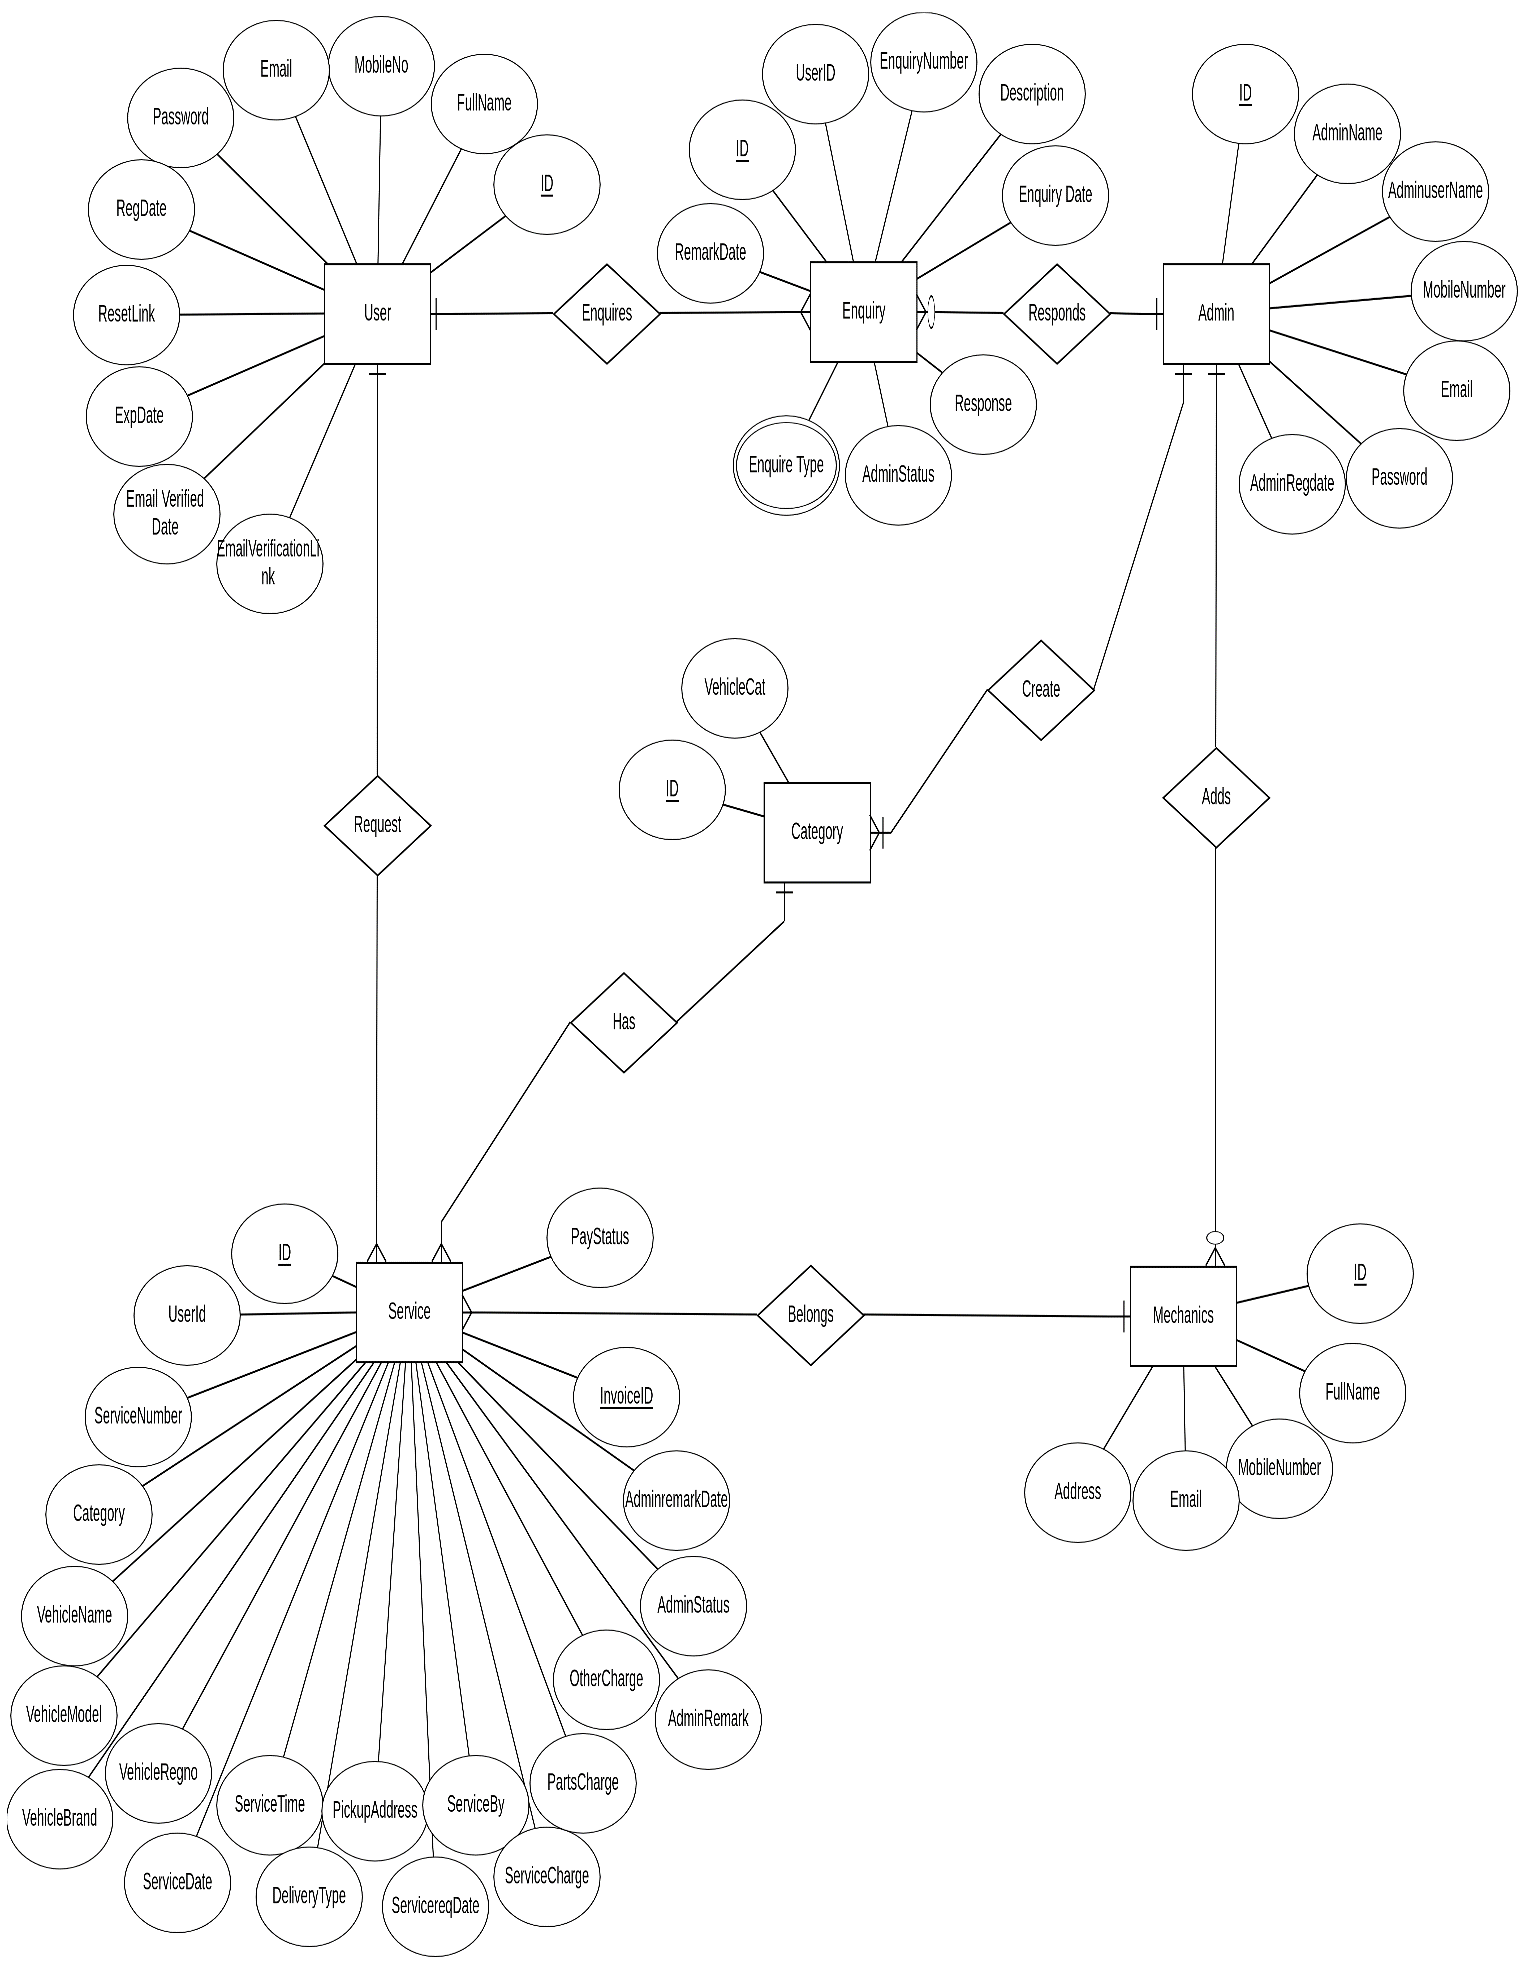 Email
MobileNo
FullName
Password
ID
RegDate
ResetLink
User
ExpDate
Email Verified
Date
EmailVerificationLi
nk
Enquires
UserID
EnquiryNumber
Description
ID
Enquiry Date
RemarkDate
Enquiry
Response
Enquire Type
AdminStatus
Responds
ID
AdminName
AdminuserName
MobileNumber
Admin
Email
Password
AdminRegdate
VehicleCat
Create
ID
Category
Request
Adds
Has
ID
PayStatus
UserId
Service
Belongs
Mechanics
ID
FullName
MobileNumber
Email
Address
InvoiceID
ServiceNumber
AdminremarkDate
Category
AdminStatus
VehicleName
OtherCharge
AdminRemark
VehicleModel
VehicleRegno
PartsCharge
VehicleBrand
ServiceTime
PickupAddress
ServiceBy
ServiceDate
DeliveryType
ServicereqDate
ServiceCharge